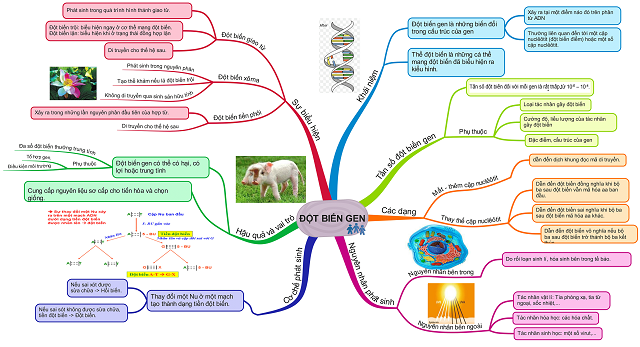 ĐỘT BIẾN GEN
Khái niệm
Đột biến gen là những biến đổi
trong cấu trúc của gen
Xảy ra tại một điểm nào đó trên phân
tử ADN
Thường liên quan đến tới một cặp
nuclêôtit (đột biến điểm) hoặc một số
cặp nuclêôtit.
Thể đột biến là những cá thể
mang đột biến đã biểu hiện ra
kiểu hình.
Tần số đột biến gen
Tần số đột biến đối với mỗi gen là rất thấp,từ 10⁻⁶ – 10⁻⁴.
Phụ thuộc
Loại tác nhân gây đột biến
Cường độ, liều lượng của tác nhân
gây đột biến
Đặc điểm, cấu trúc của gen
Các dạng
Mất - thêm cặp nuclêôtit
dẫn đến dịch khung đọc mã di truyền.
Thay thế cặp nuclêôtit
Dẫn đến đột biến đồng nghĩa khi bộ
ba sau đột biến vẫn mã hóa aa ban
đầu.
Dẫn đến đột biến sai nghĩa khi bộ ba
sau đột biến mã hóa aa khác.
Dẫn đến đột biến vô nghĩa nếu bộ
ba sau đột biến trở thành bộ ba kết
Nguyên nhân phát sinh
Nguyên nhân bên trong
Do rối loạn sinh lí, hóa sinh bên trong tế bào.
Nguyên nhân bên ngoài
Tác nhân vật lí: Tia phóng xạ, tia tử
ngoại, sốc nhiệt,...
Tác nhân hóa học: các hóa chất,
Tác nhân sinh học: một số virut,...
Cơ chế phát sinh
Thay đổi một Nu ở một mạch
tạo thành dạng tiền đột biến.
Nếu sai sót được
sửa chữa -> Hồi biến.
Nếu sai sót không được sửa chữa,
tiền đột biến -> Đột biến.
Hậu quả và vai trò
Đột biến gen có thể có hại, có
lợi hoặc trung tính
Đa số đột biến thường trung tính
Phụ thuộc
Tổ hợp gen
Điều kiện môi trường
Cung cấp nguyên liệu sơ cấp cho tiến hóa và chọn
giống.
Sự biểu hiện
Đột biến giao tử
Phát sinh trong quá trình hình thành giao tử.
Đột biến trội: biểu hiện ngay ở cơ thể mang đột biến.
Đột biến lặn: biểu hiện khi ở trạng thái đồng hợp lặn
Di truyền cho thế hệ sau.
Đột biến xôma
Phát sinh trong nguyên phân
Tạo thể khảm nếu là đột biến trội
Không di truyền qua sinh sản hữu tính
Đột biến tiền phôi
Xảy ra trong những lần nguyên phân đầu tiên của hợp tử.
Di truyền cho thế hệ sau